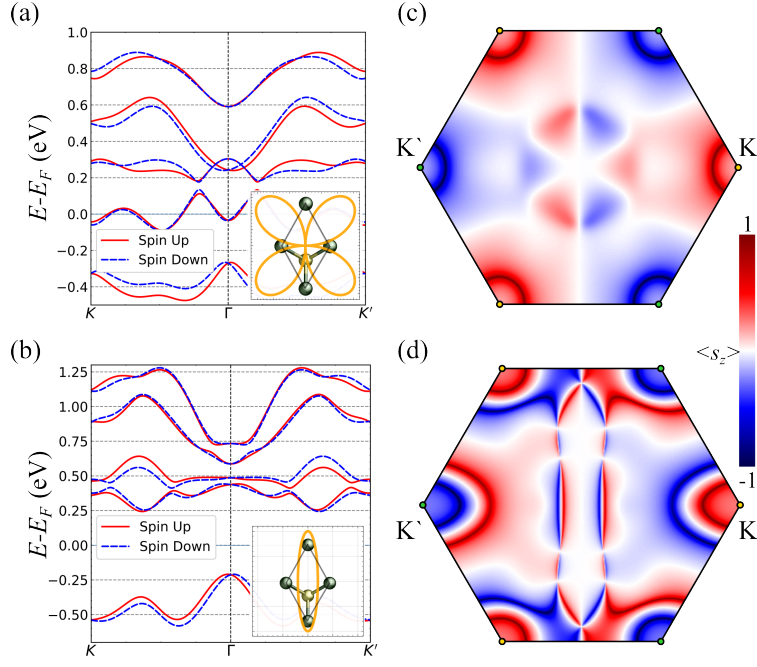 (a)
E-E_F (eV)
1.0
0.8
0.6
0.4
0.2
0.0
−0.2
−0.4
Spin Up
Spin Down
K
Γ
K′
(b)
E-E_F (eV)
1.25
1.00
0.75
0.50
0.25
0.00
−0.25
−0.50
Spin Up
Spin Down
K
Γ
K′
(c)
K`
K
1
<s_z>
-1
(d)
K`
K